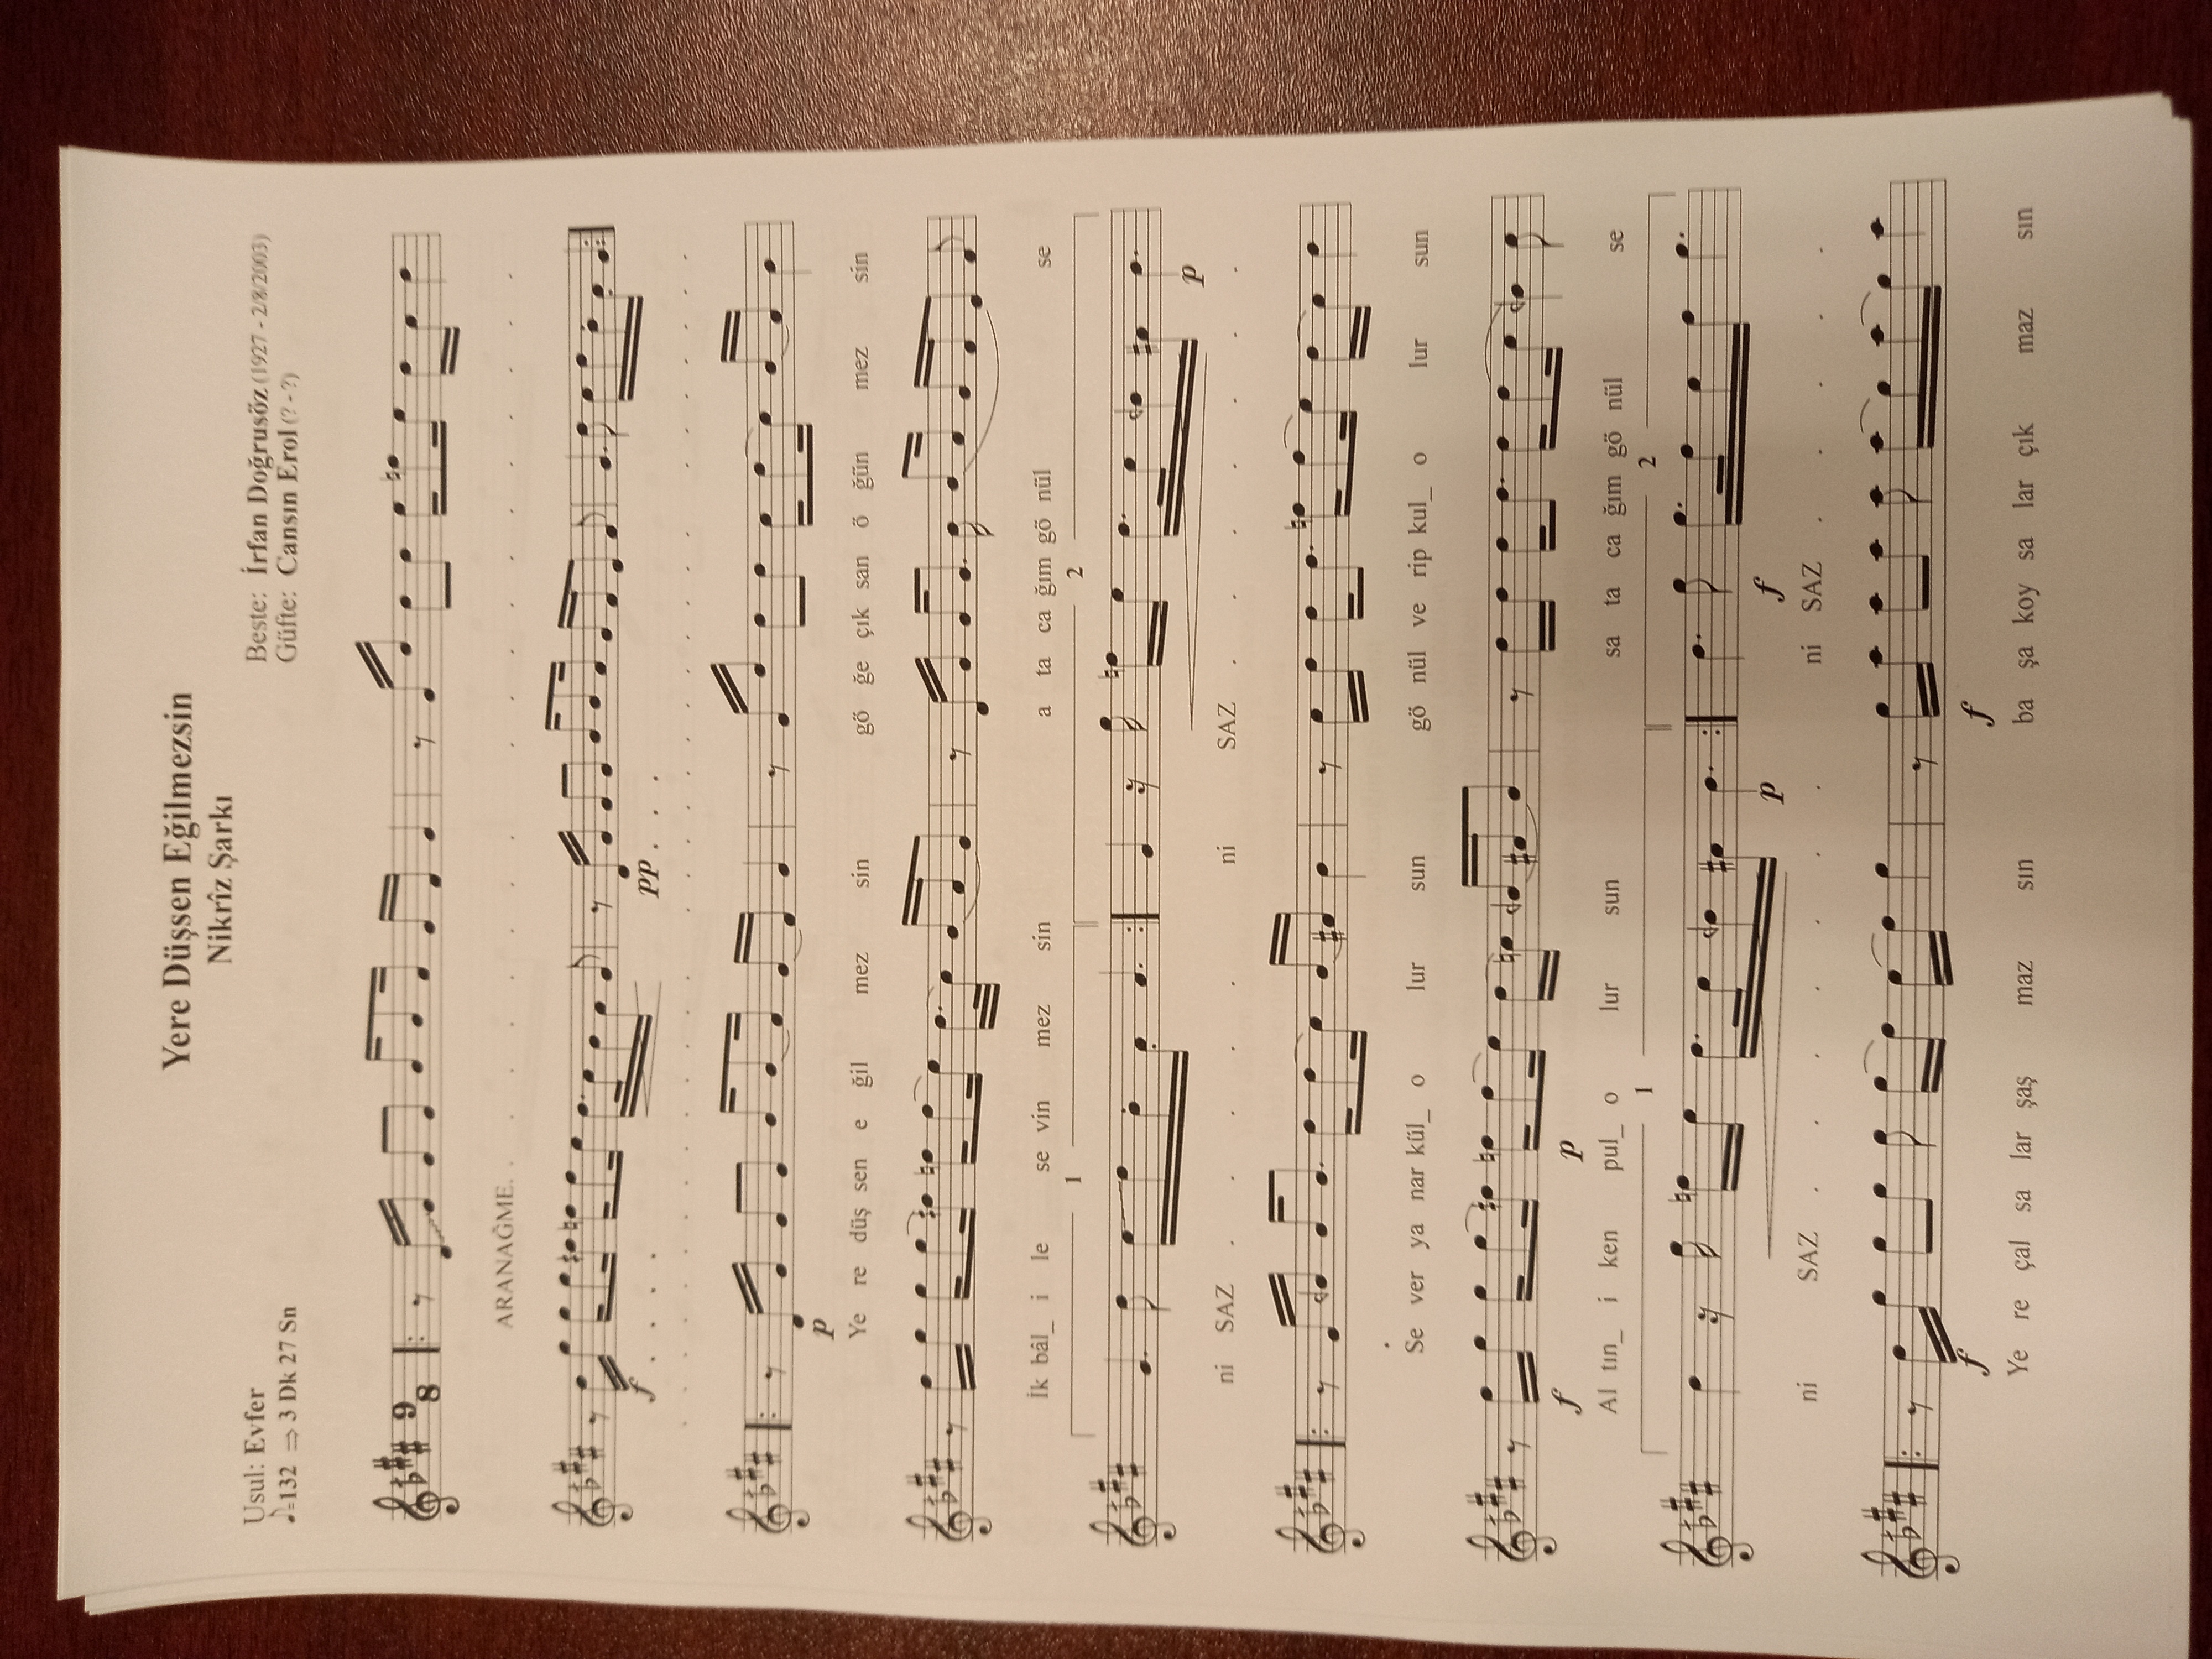 Yere Düşsen Eğilmezsin
Nikrîz Şarkı
Usul: Evfer
♪=132 ⇒ 3 Dk 27 Sn
Beste: İrfan Doğrusöz (1927 - 2/8/2003)
Güfte: Cansın Erol (? - ?)
9
8
ARANAĞME. . . . . . . . . . . . . . . . . .
f . . . . pp . . .
p
Ye re düş sen e ğil mez sin gö ğe çık san ö ğün mez sin
İk bâl_ i le se vin mez sin a ta ca ğım gö nül se
1 2
p
ni SAZ . . . . . ni SAZ . . . . . . .
Se ver ya nar kül_ o lur sun gö nül ve rip kul_ o lur sun
f p
Al tın_ i ken pul_ o lur sun sa ta ca ğım gö nül se
1 2
p f
ni SAZ . . . . . . . ni SAZ . . . . .
f f
Ye re çal sa lar şaş maz sın ba şa koy sa lar çık maz sın